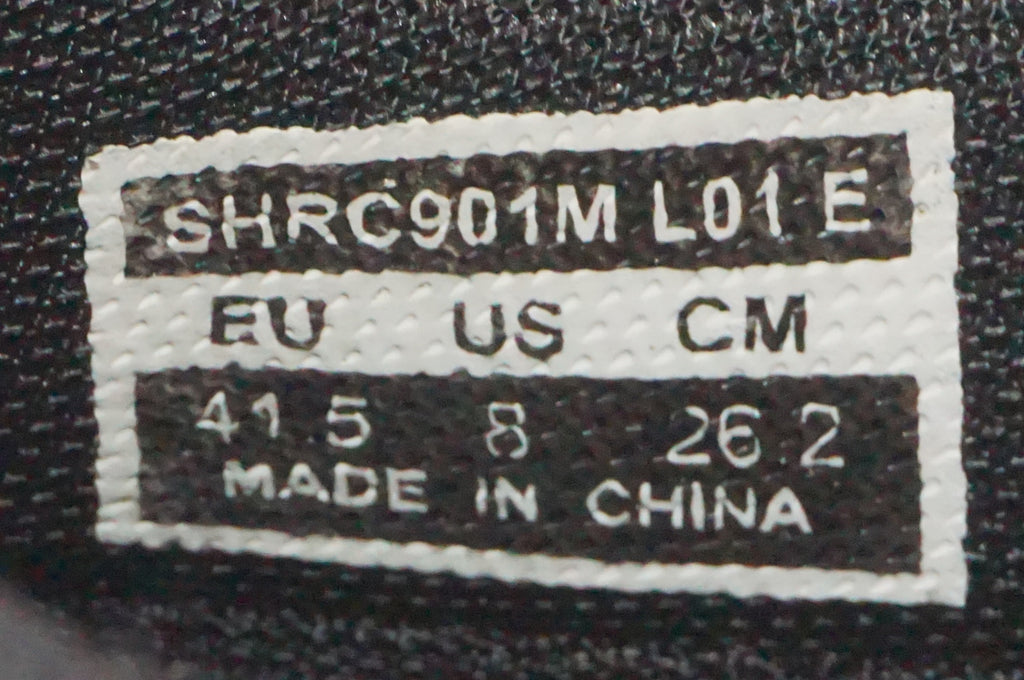 SHRC901M L01 E
EU US CM
41 5 8 26 2
MADE IN CHINA